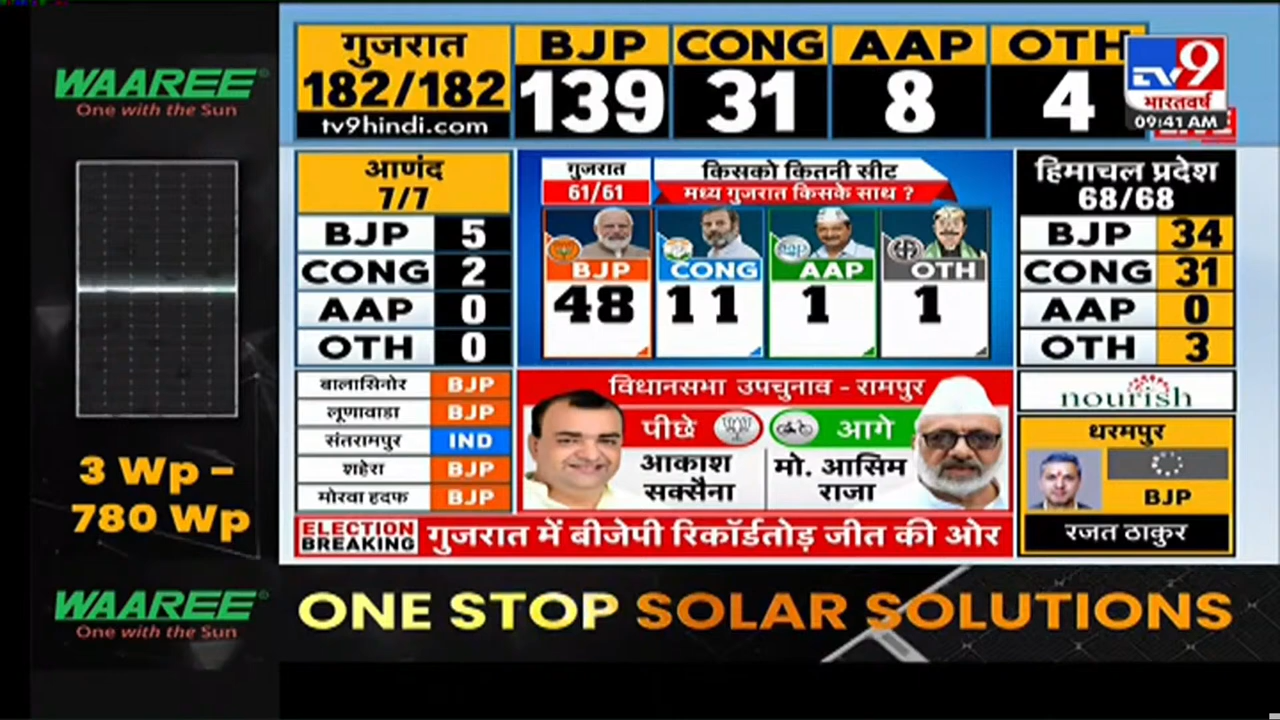 WAAREE
One with the Sun
3 Wp –
780 Wp
WAAREE
One with the Sun
गुजरात
182/182
tv9hindi.com
BJP
139
CONG
31
AAP
8
OTH
4
TV9
भारतवर्ष
09:41 AM
LIVE
आणंद
7/7
BJP 5
CONG 2
AAP 0
OTH 0
गुजरात
61/61
किसको कितनी सीट
मध्य गुजरात किसके साथ ?
BJP
48
CONG
11
AAP
1
OTH
1
हिमाचल प्रदेश
68/68
BJP 34
CONG 31
AAP 0
OTH 3
बालासिनोर BJP
लूणावाडा BJP
संतरामपुर IND
शहेरा BJP
मोरवा हदफ BJP
विधानसभा उपचुनाव - रामपुर
पीछे
आगे
आकाश
सक्सैना
मो. आसिम
राजा
nourish
धरमपुर
BJP
रजत ठाकुर
ELECTION
BREAKING
गुजरात में बीजेपी रिकॉर्डतोड़ जीत की ओर
ONE STOP SOLAR SOLUTIONS